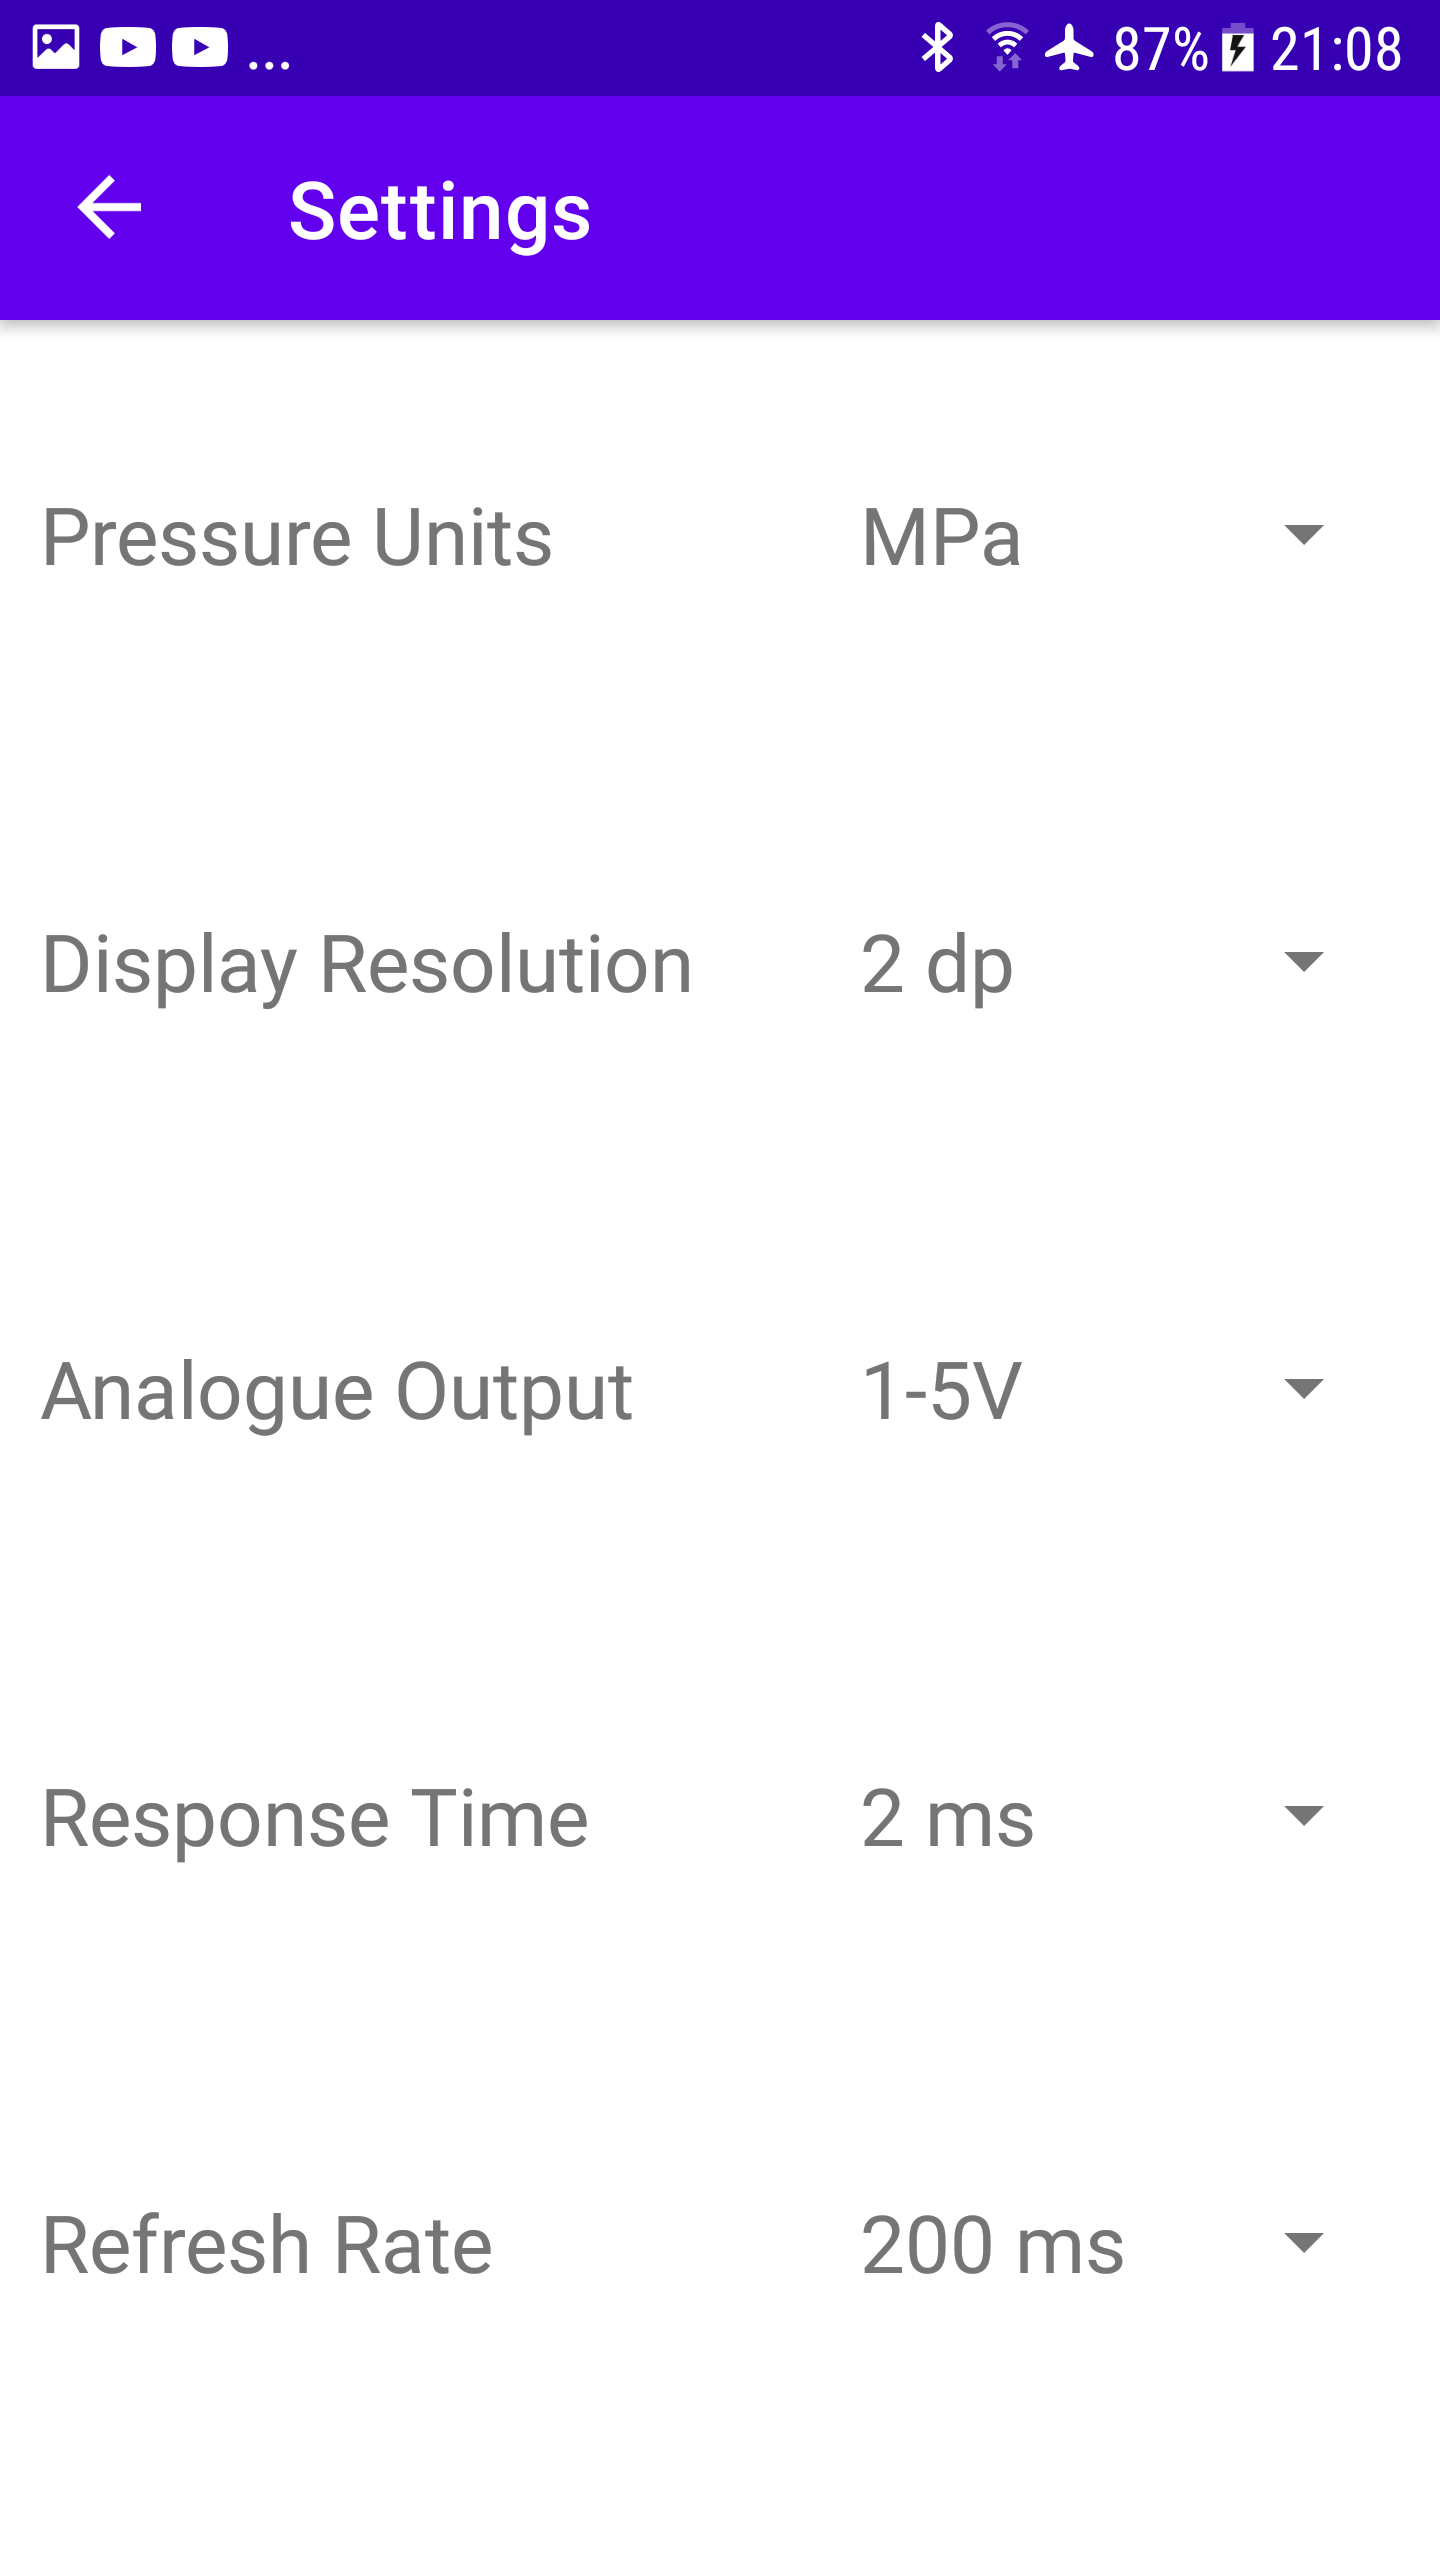 ... 87% 21:08
Settings
Pressure Units MPa
Display Resolution 2 dp
Analogue Output 1-5V
Response Time 2 ms
Refresh Rate 200 ms